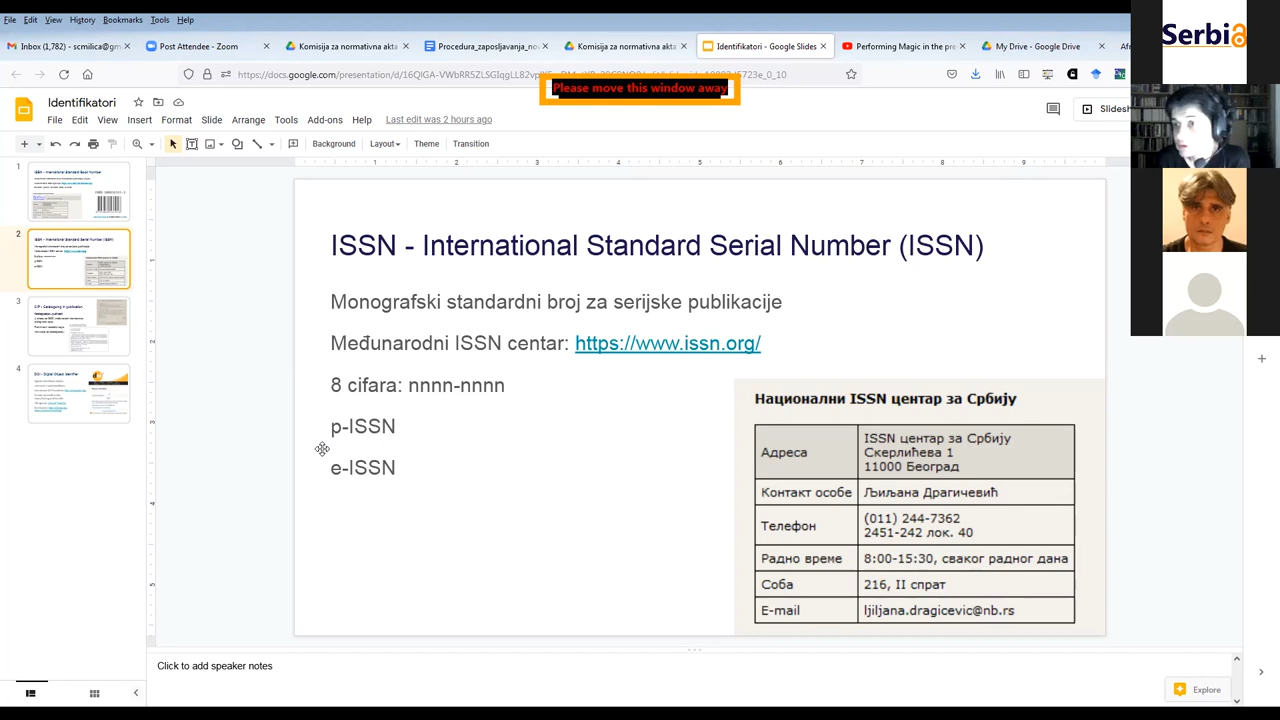 File Edit View History Bookmarks Tools Help
Inbox (1,782) - scmilica@gm
Post Attendee - Zoom
Komisija za normativna akta
Procedura_zapošljavanja_n
Komisija za normativna akta
Identifikatori - Google Slides
Performing Magic in the pre
My Drive - Google Drive
Please move this window away
Identifikatori
File Edit View Insert Format Slide Arrange Tools Add-ons Help
Last edit was 2 hours ago
Slidesh
Background Layout Theme Transition
ISSN - International Standard Serial Number (ISSN)
Monografski standardni broj za serijske publikacije
Međunarodni ISSN centar: https://www.issn.org/
8 cifara: nnnn-nnnn
p-ISSN
e-ISSN
Национални ISSN центар за Србију
Адреса
ISSN центар за Србију
Скерлићева 1
11000 Београд
Контакт особе Љиљана Драгичевић
Телефон
(011) 244-7362
2451-242 лок. 40
Радно време 8:00-15:30, сваког радног дана
Соба 216, II спрат
E-mail ljiljana.dragicevic@nb.rs
Click to add speaker notes
Explore
Serbia